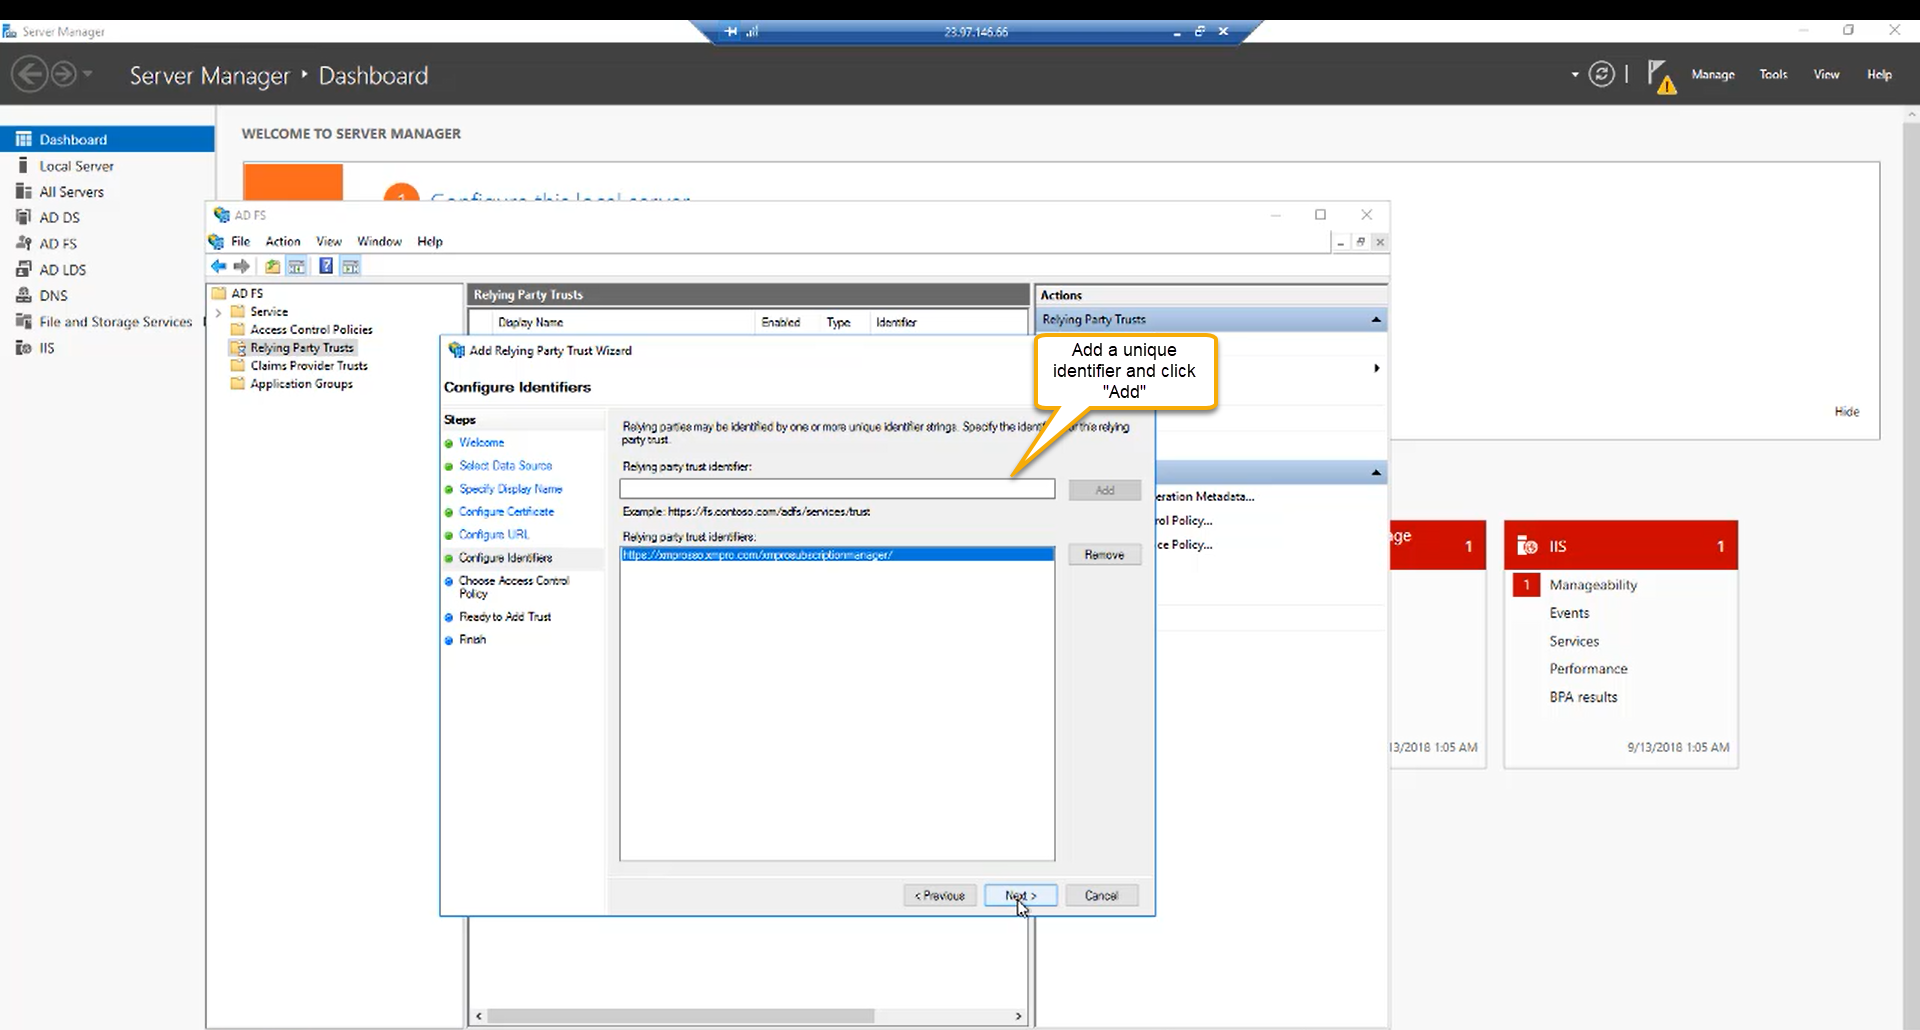 Server Manager
23.97.146.66
Server Manager ‣ Dashboard
Manage
Tools
View
Help
Dashboard
Local Server
All Servers
AD DS
AD FS
AD LDS
DNS
File and Storage Services
IIS
WELCOME TO SERVER MANAGER
1
Configure this local server
Hide
AD FS
File
Action
View
Window
Help
AD FS
Service
Access Control Policies
Relying Party Trusts
Claims Provider Trusts
Application Groups
Relying Party Trusts
Display Name
Enabled
Type
Identifier
Actions
Relying Party Trusts
Add a unique
identifier and click
"Add"
Add Relying Party Trust Wizard
Configure Identifiers
Steps
Welcome
Select Data Source
Specify Display Name
Configure Certificate
Configure URL
Configure Identifiers
Choose Access Control
Policy
Ready to Add Trust
Finish
Relying parties may be identified by one or more unique identifier strings. Specify the this relying
party trust.
Relying party trust identifier:
Add
Example: https://fs.contoso.com/adfs/services/trust
Relying party trust identifiers:
https://xmprosso.xmpro.com/xmprosubscriptionmanager/
Remove
< Previous
Next >
Cancel
eration Metadata...
rol Policy...
ce Policy...
ge
1
13/2018 1:05 AM
IIS
1
1
Manageability
Events
Services
Performance
BPA results
9/13/2018 1:05 AM